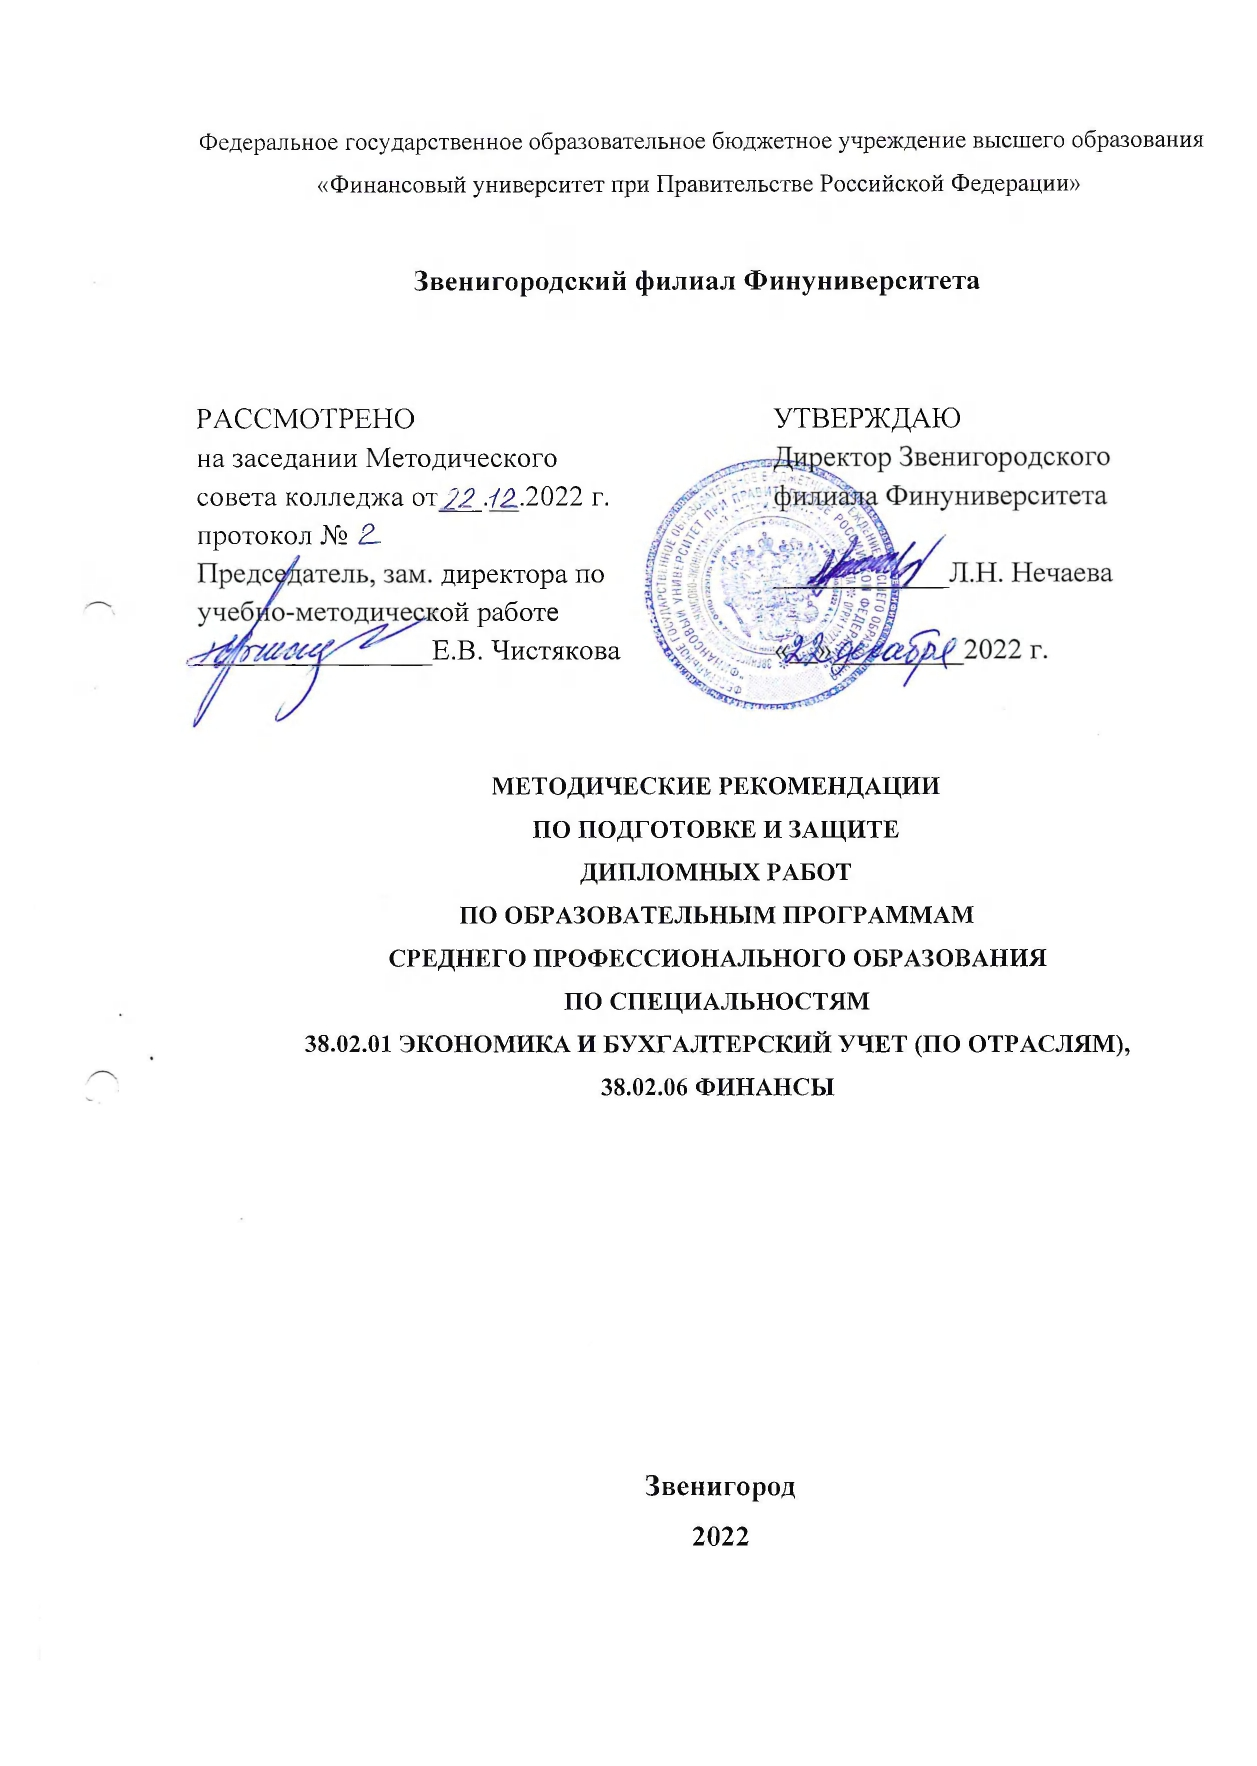 Федеральное государственное образовательное бюджетное учреждение высшего образования
«Финансовый университет при Правительстве Российской Федерации»
Звенигородский филиал Финуниверситета
РАССМОТРЕНО
на заседании Методического
совета колледжа от 22.12.2022 г.
протокол № 2
Председатель, зам. директора по
учебно-методической работе
Е.В. Чистякова
УТВЕРЖДАЮ
Директор Звенигородского
филиала Финуниверситета
Л.Н. Нечаева
«22» декабря 2022 г.
МЕТОДИЧЕСКИЕ РЕКОМЕНДАЦИИ
ПО ПОДГОТОВКЕ И ЗАЩИТЕ
ДИПЛОМНЫХ РАБОТ
ПО ОБРАЗОВАТЕЛЬНЫМ ПРОГРАММАМ
СРЕДНЕГО ПРОФЕССИОНАЛЬНОГО ОБРАЗОВАНИЯ
ПО СПЕЦИАЛЬНОСТЯМ
38.02.01 ЭКОНОМИКА И БУХГАЛТЕРСКИЙ УЧЕТ (ПО ОТРАСЛЯМ),
38.02.06 ФИНАНСЫ
Звенигород
2022